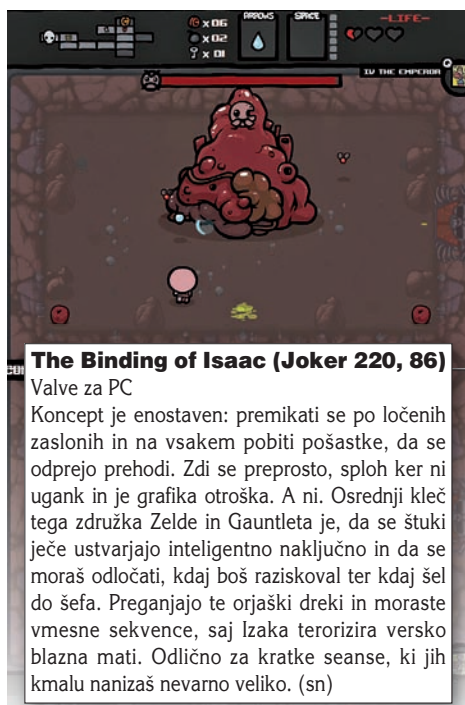 ARROWS SPACE -LIFE-
x06
x02
x 01
IV THE EMPEROR
The Binding of Isaac (Joker 220, 86)
Valve za PC
Koncept je enostaven: premikati se po ločenih
zaslonih in na vsakem pobiti pošastke, da se
odprejo prehodi. Zdi se preprosto, sploh ker ni
ugank in je grafika otroška. A ni. Osrednji kleč
tega združka Zelde in Gauntleta je, da se štuki
ječe ustvarjajo inteligentno naključno in da se
moraš odločati, kdaj boš raziskoval ter kdaj šel
do šefa. Preganjajo te orjaški dreki in moraste
vmesne sekvence, saj Izaka terorizira versko
blazna mati. Odlično za kratke seanse, ki jih
kmalu nanizaš nevarno veliko. (sn)